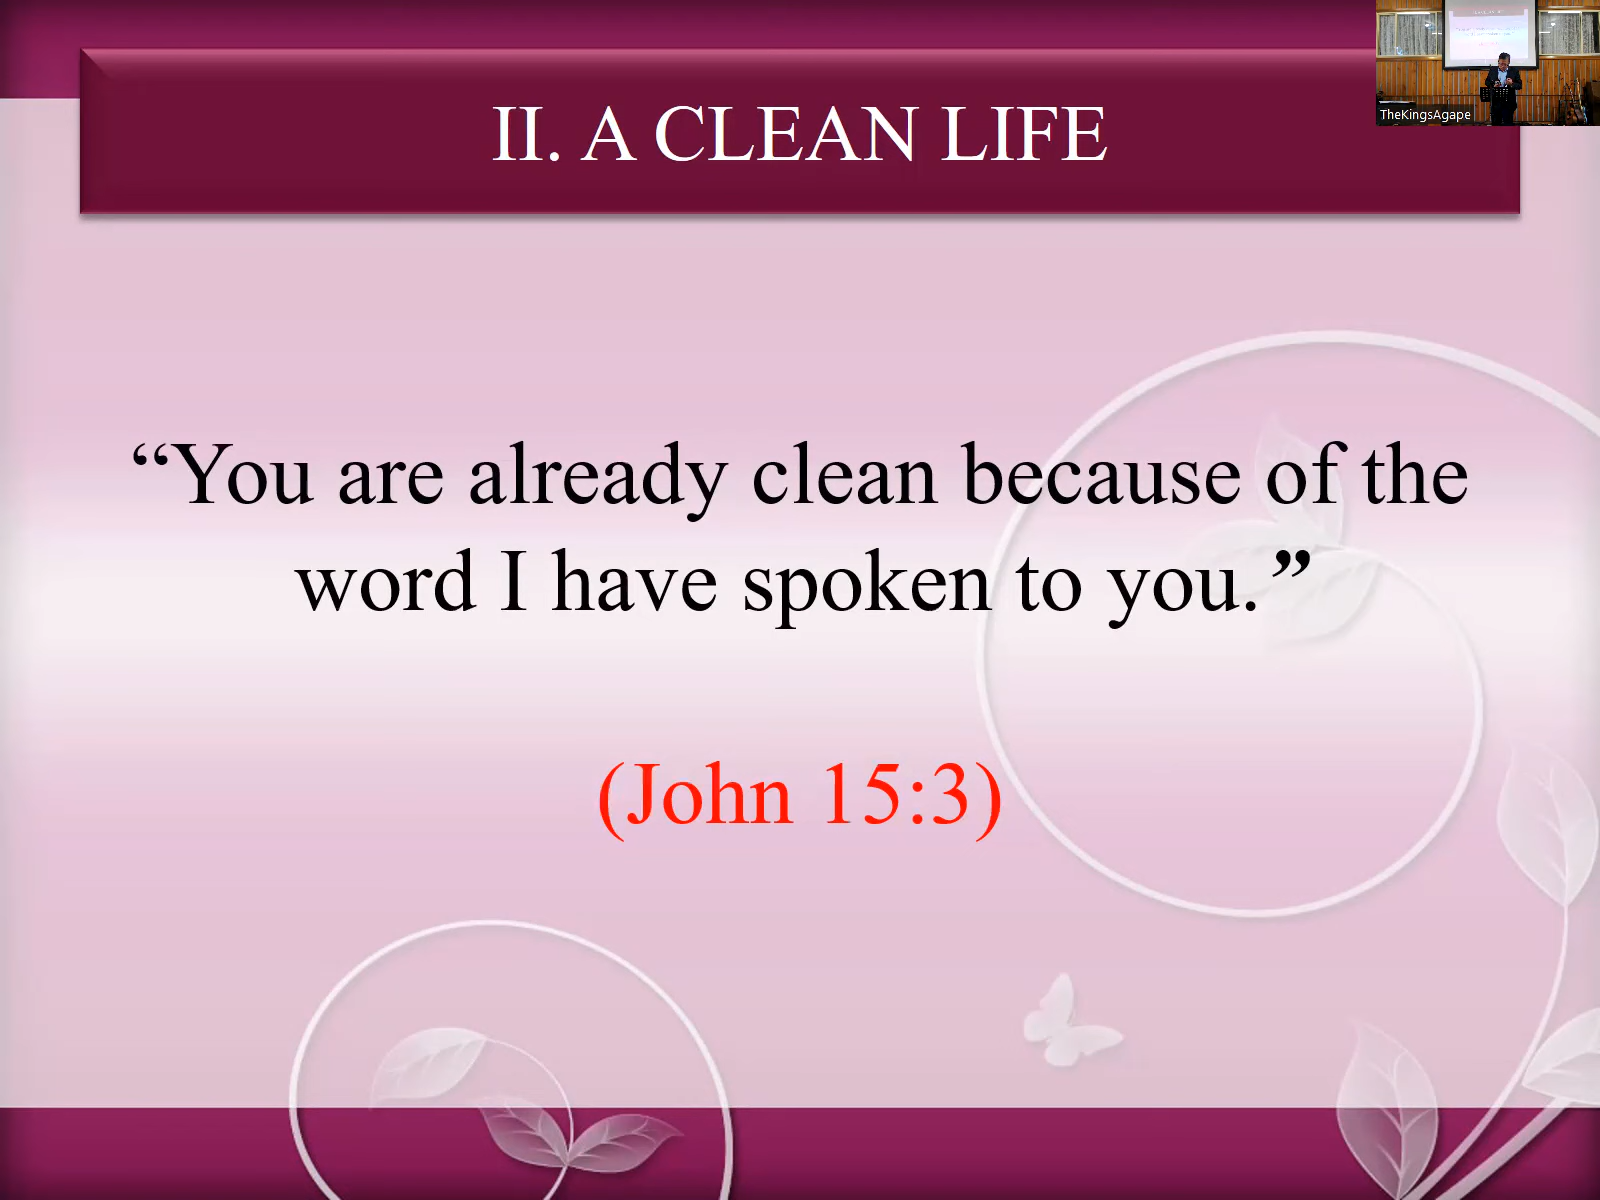 II. A CLEAN LIFE
TheKingsAgape
“You are already clean because of the
word I have spoken to you.”
(John 15:3)